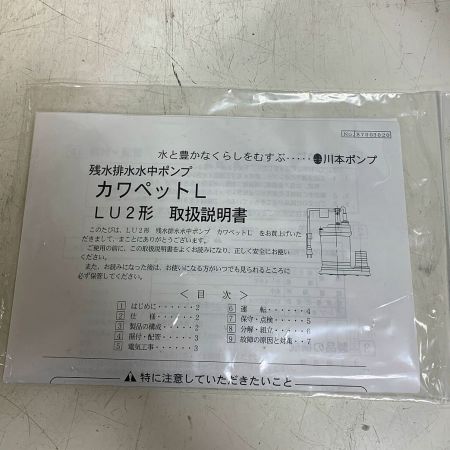 No.187003020
水と豊かなくらしをむすぶ‥‥‥川本ポンプ
残水排水水中ポンプ
カワペットL
LU2形 取扱説明書
このたびは、LU2形 残水排水水中ポンプ カワペットL をお買上げいた
だきまして、まことにありがとうございます。
ご使用の前に、この取扱説明書をよくお読みになり、正しく安全にお使い
ください。
また、お読みになった後は、お使いになる方がいつでも見られるところに
必ず保管してください。
＜目 次＞
1 はじめに・・・・2
2 仕 様・・・・2
3 製品の構成・・・2
4 据付・配管・・・3
5 電気工事・・・・3
6 運 転・・・・4
7 保守・点検・・・5
8 分解・組立・・・6
9 故障の原因と対策・・7
特に注意していただきたいこと